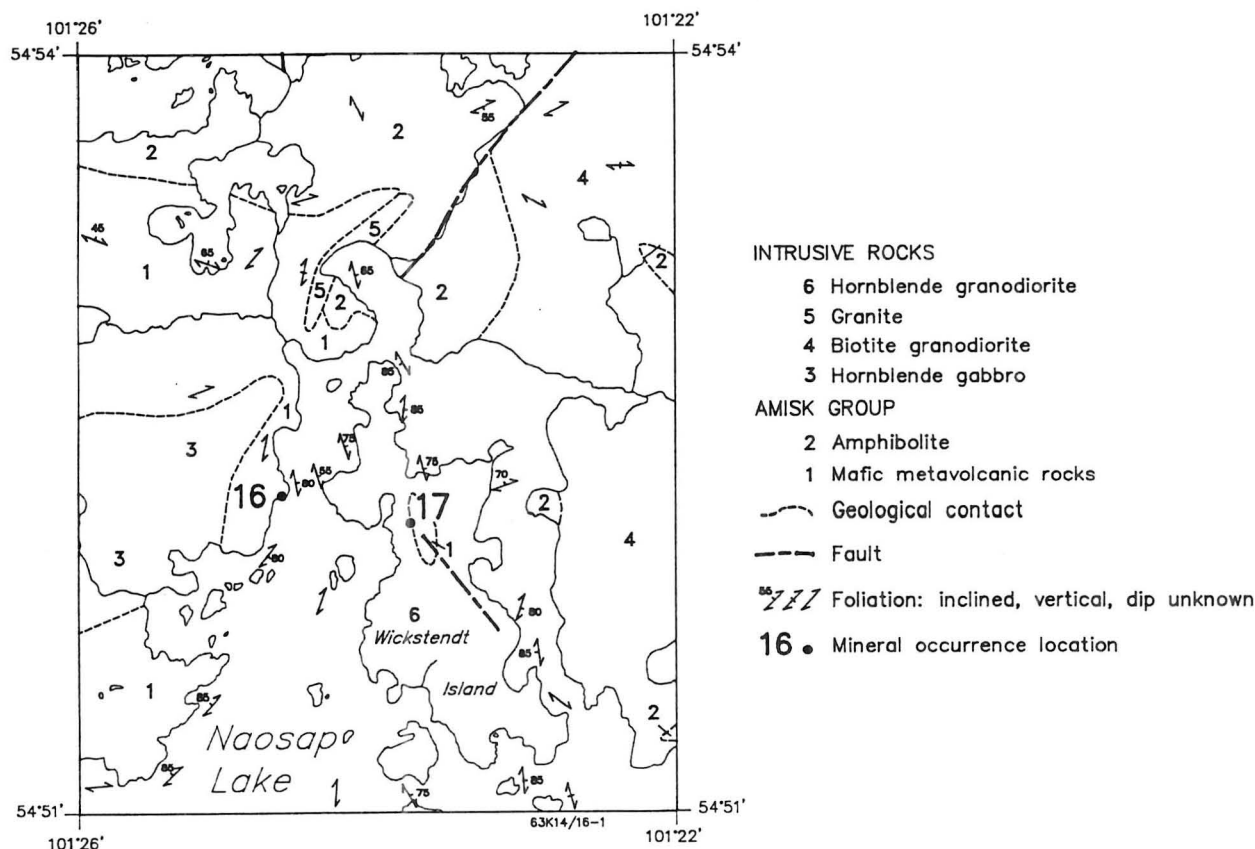 101°26' 101°22'
54°54' 54°54'
55
2
2
4
45
65
1
5
2
65
5
2
2
1
85
85
1
3
75
75
55
70
16
80
17
2
1
4
3
80
6
80
Wickstendt
85
Island
1
85
2
Naosap
Lake
85
85
75
54°51' 54°51'
63K14/16-1
101°26' 101°22'
INTRUSIVE ROCKS
6 Hornblende granodiorite
5 Granite
4 Biotite granodiorite
3 Hornblende gabbro
AMISK GROUP
2 Amphibolite
1 Mafic metavolcanic rocks
Geological contact
Fault
55 Foliation: inclined, vertical, dip unknown
16 Mineral occurrence location